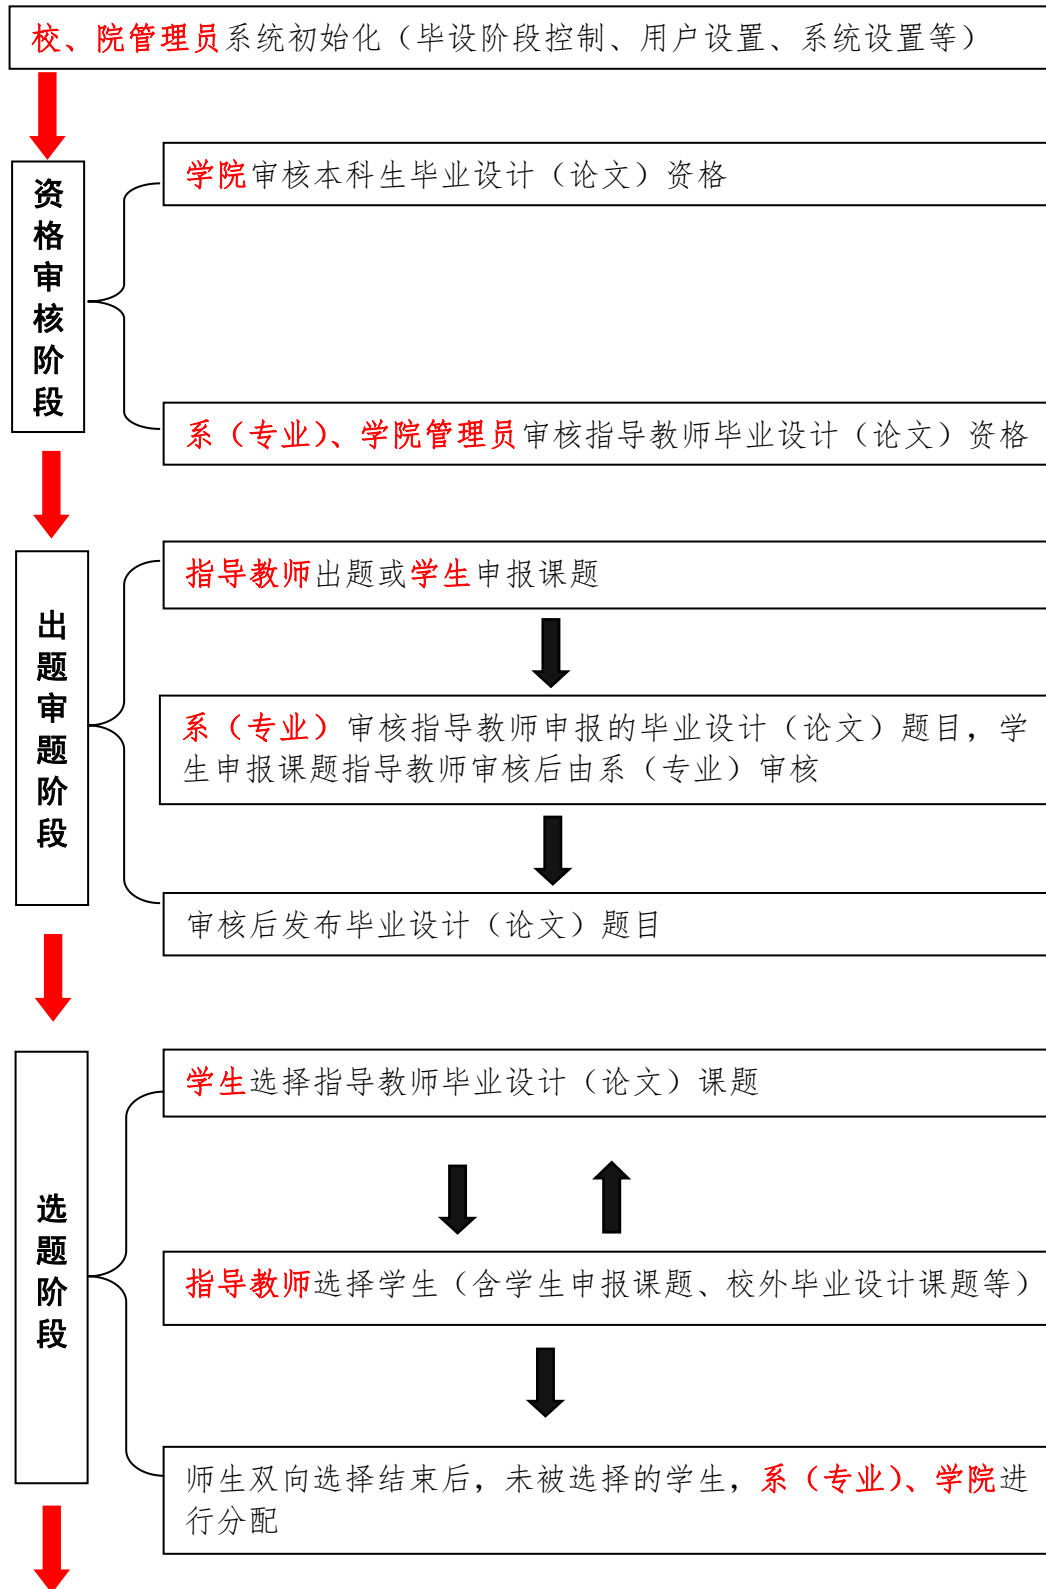 校、院管理员系统初始化（毕设阶段控制、用户设置、系统设置等）
资格审核阶段
学院审核本科生毕业设计（论文）资格
系（专业）、学院管理员审核指导教师毕业设计（论文）资格
出题审题阶段
指导教师出题或学生申报课题
系（专业）审核指导教师申报的毕业设计（论文）题目，学
生申报课题指导教师审核后由系（专业）审核
审核后发布毕业设计（论文）题目
选题阶段
学生选择指导教师毕业设计（论文）课题
指导教师选择学生（含学生申报课题、校外毕业设计课题等）
师生双向选择结束后，未被选择的学生，系（专业）、学院进
行分配